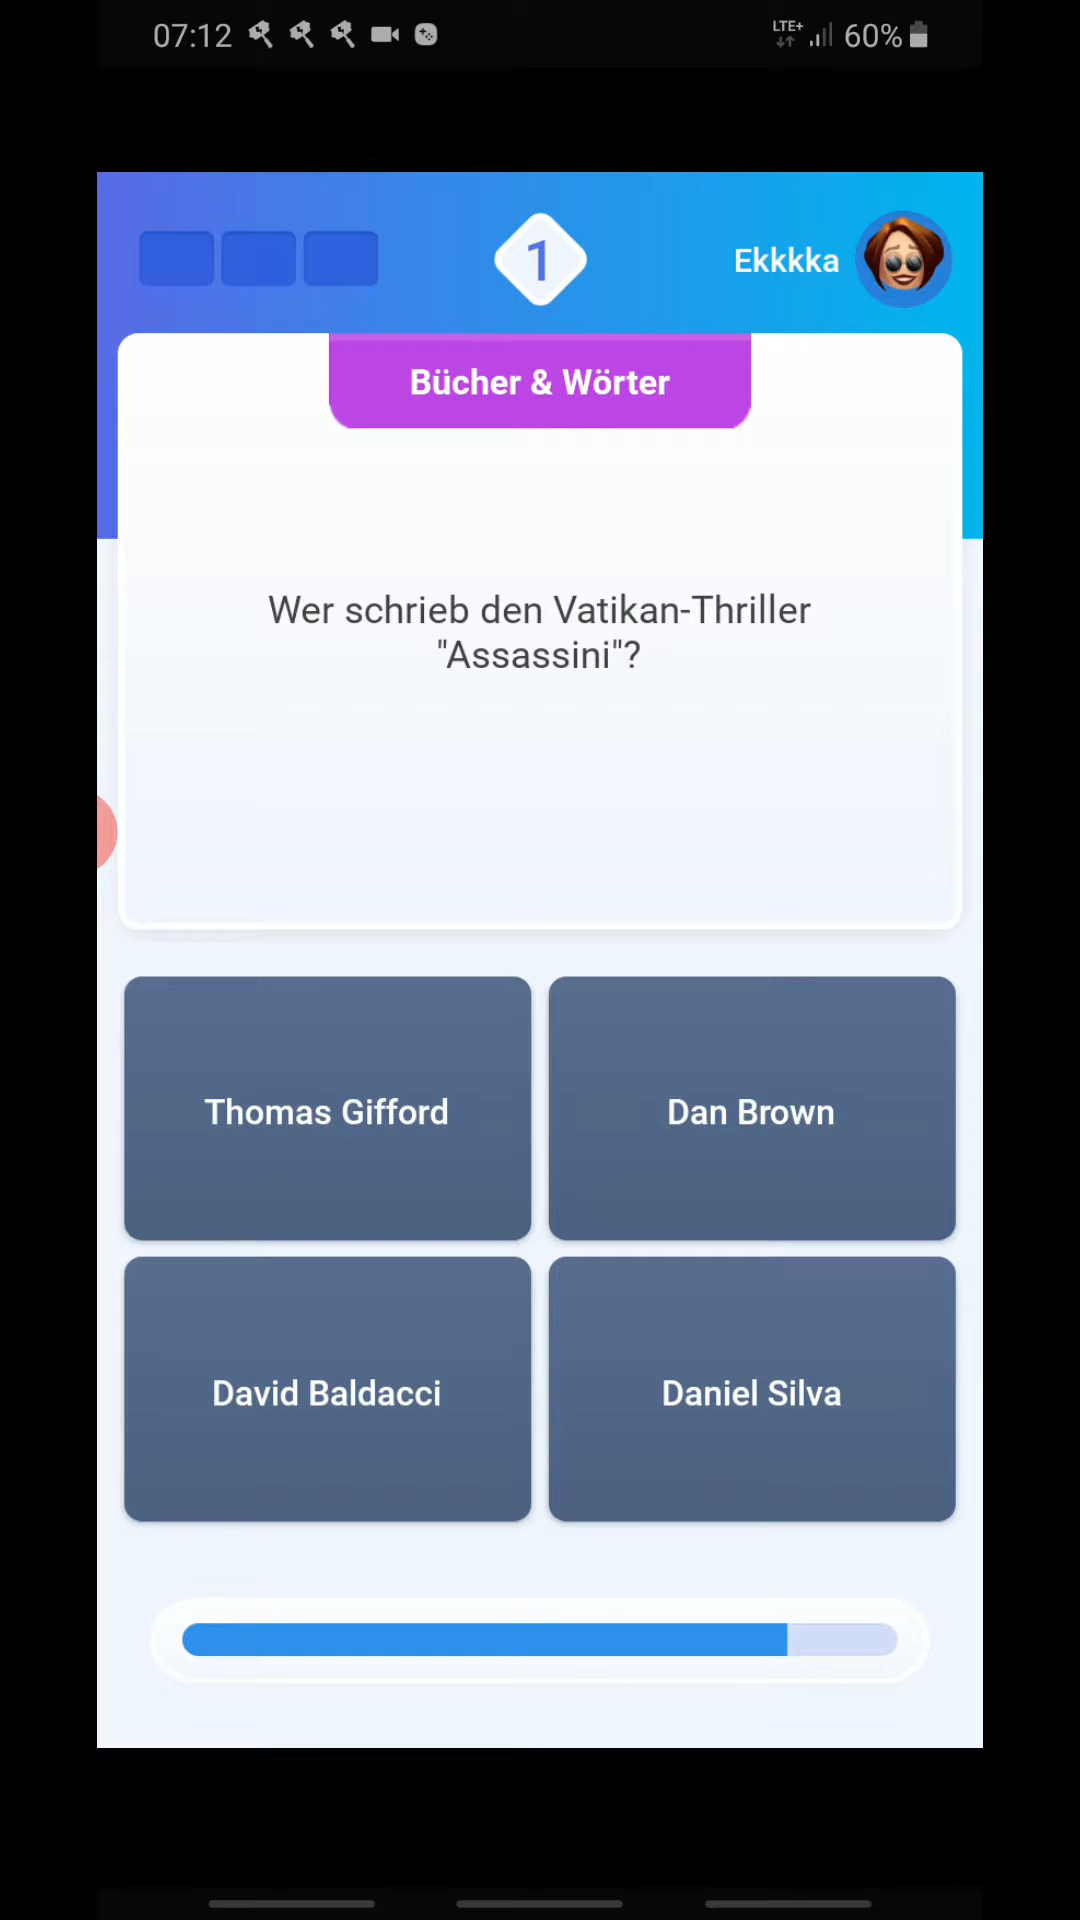 07:12
LTE+ 60%
1
Ekkkka
Bücher & Wörter
Wer schrieb den Vatikan-Thriller
"Assassini"?
Thomas Gifford
Dan Brown
David Baldacci
Daniel Silva